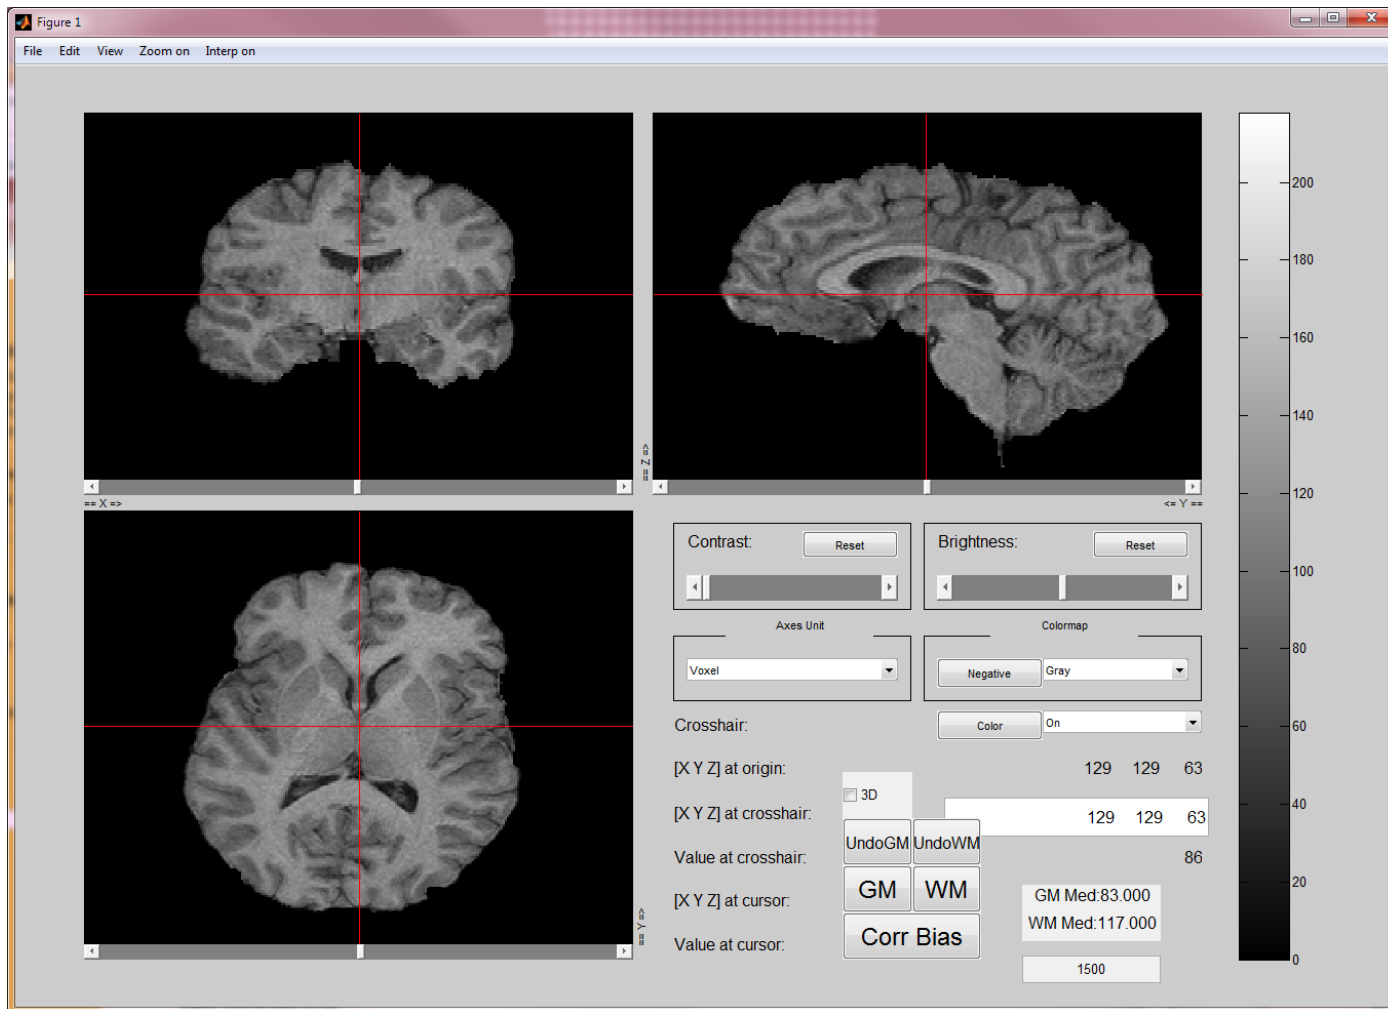 Figure 1
File Edit View Zoom on Interp on
== Z =>
== X =>
<= Y ==
== Y =>
Contrast: Reset
Brightness: Reset
Axes Unit
Voxel
Colormap
Negative Gray
Crosshair: Color On
[X Y Z] at origin: 129 129 63
3D
[X Y Z] at crosshair: 129 129 63
UndoGM UndoWM
Value at crosshair: 86
GM WM
[X Y Z] at cursor:
GM Med:83.000
WM Med:117.000
Corr Bias
Value at cursor:
1500
200
180
160
140
120
100
80
60
40
20
0